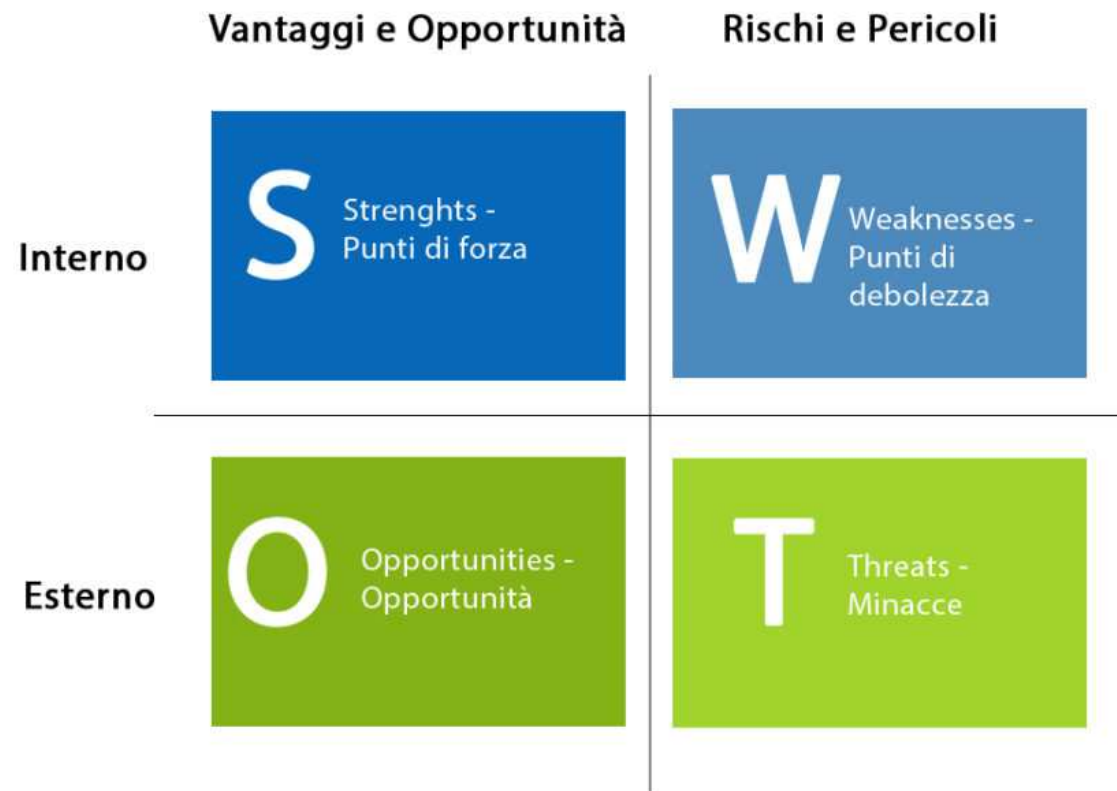 Vantaggi e Opportunità
Rischi e Pericoli
Interno
S
Strenghts -
Punti di forza
W
Weaknesses -
Punti di
debolezza
Esterno
O
Opportunities -
Opportunità
T
Threats -
Minacce